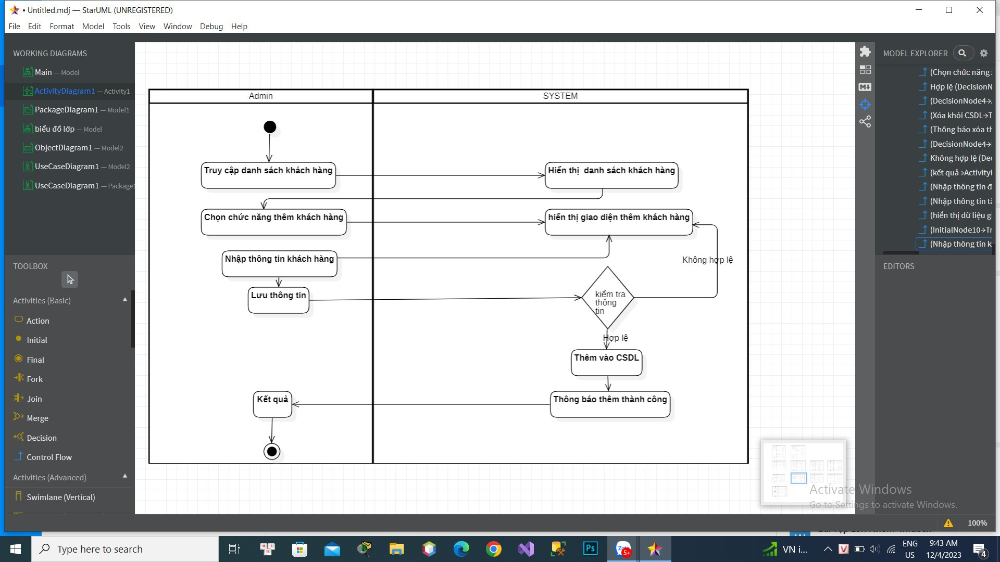 • Untitled.mdj — StarUML (UNREGISTERED)
File Edit Format Model Tools View Window Debug Help
WORKING DIAGRAMS
Main — Model
ActivityDiagram1 — Activity1
PackageDiagram1 — Model1
biểu đồ lớp — Model
ObjectDiagram1 — Model2
UseCaseDiagram1 — Model2
UseCaseDiagram1 — Package1
TOOLBOX
Activities (Basic)
Action
Initial
Final
Fork
Join
Merge
Decision
Control Flow
Activities (Advanced)
Swimlane (Vertical)
Admin
SYSTEM
Truy cập danh sách khách hàng
Hiển thị danh sách khách hàng
Chọn chức năng thêm khách hàng
hiển thị giao diện thêm khách hàng
Nhập thông tin khách hàng
Không hợp lệ
Lưu thông tin
kiểm tra
thông
tin
Hợp lệ
Thêm vào CSDL
Kết quả
Thông báo thêm thành công
MODEL EXPLORER
(Chọn chức năng
Hợp lệ (DecisionN
(DecisionNode4→
(Xóa khỏi CSDL→T
(Thông báo xóa th
(DecisionNode4→
Không hợp lệ (Dec
(kết quả→Activity
(Nhập thông tin đ
(Nhập thông tin tà
(hiển thị dữ liệu gi
(InitialNode10→Tr
(Nhập thông tin k
EDITORS
Activate Windows
Go to Settings to activate Windows.
100%
Type here to search
Ps
5+
VN i...
V
ENG
US
9:43 AM
12/4/2023
4